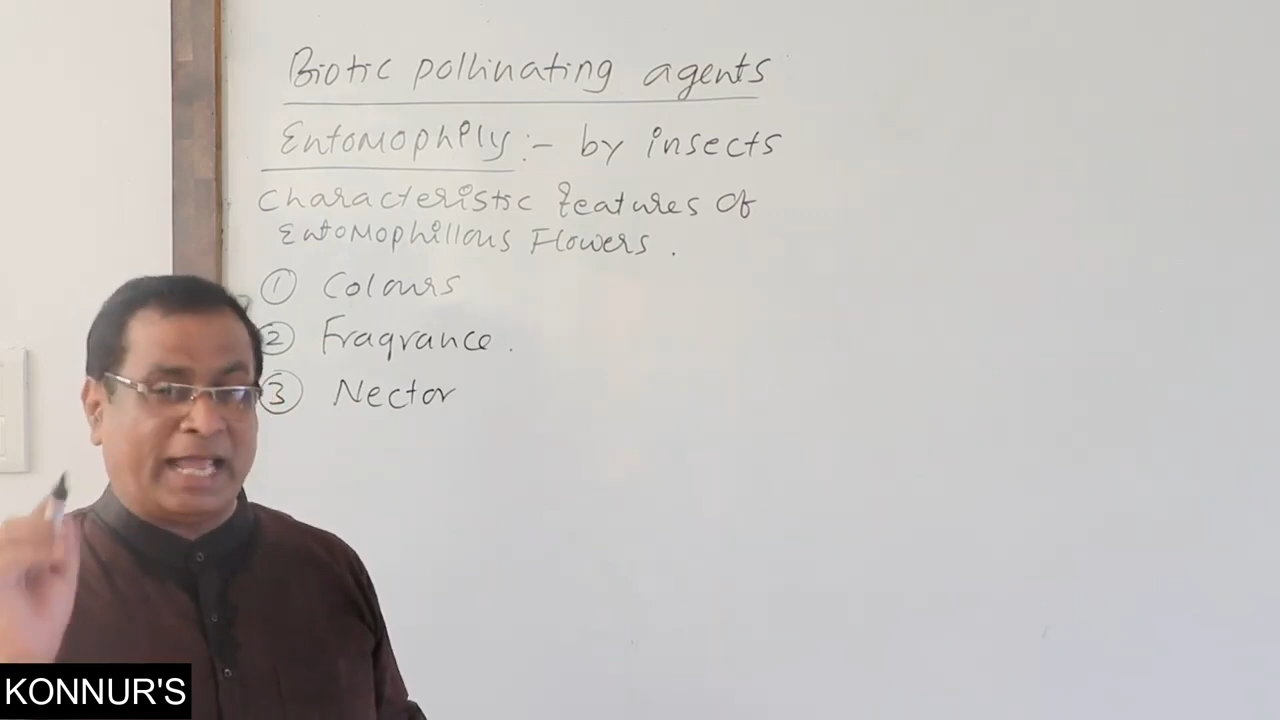 Biotic pollinating agents
Entomophily :- by insects
Characteristic features of
Entomophillous Flowers.
① Colours
② Fragrance.
③ Nector
KONNUR'S